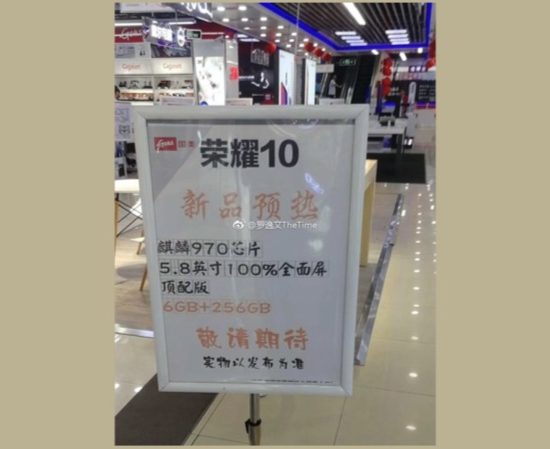 国美
荣耀10
新品预热
@罗逸文TheTime
麒麟970芯片
5.8英寸100%全面屏
顶配版
6GB+256GB
敬请期待
实物以发布为准